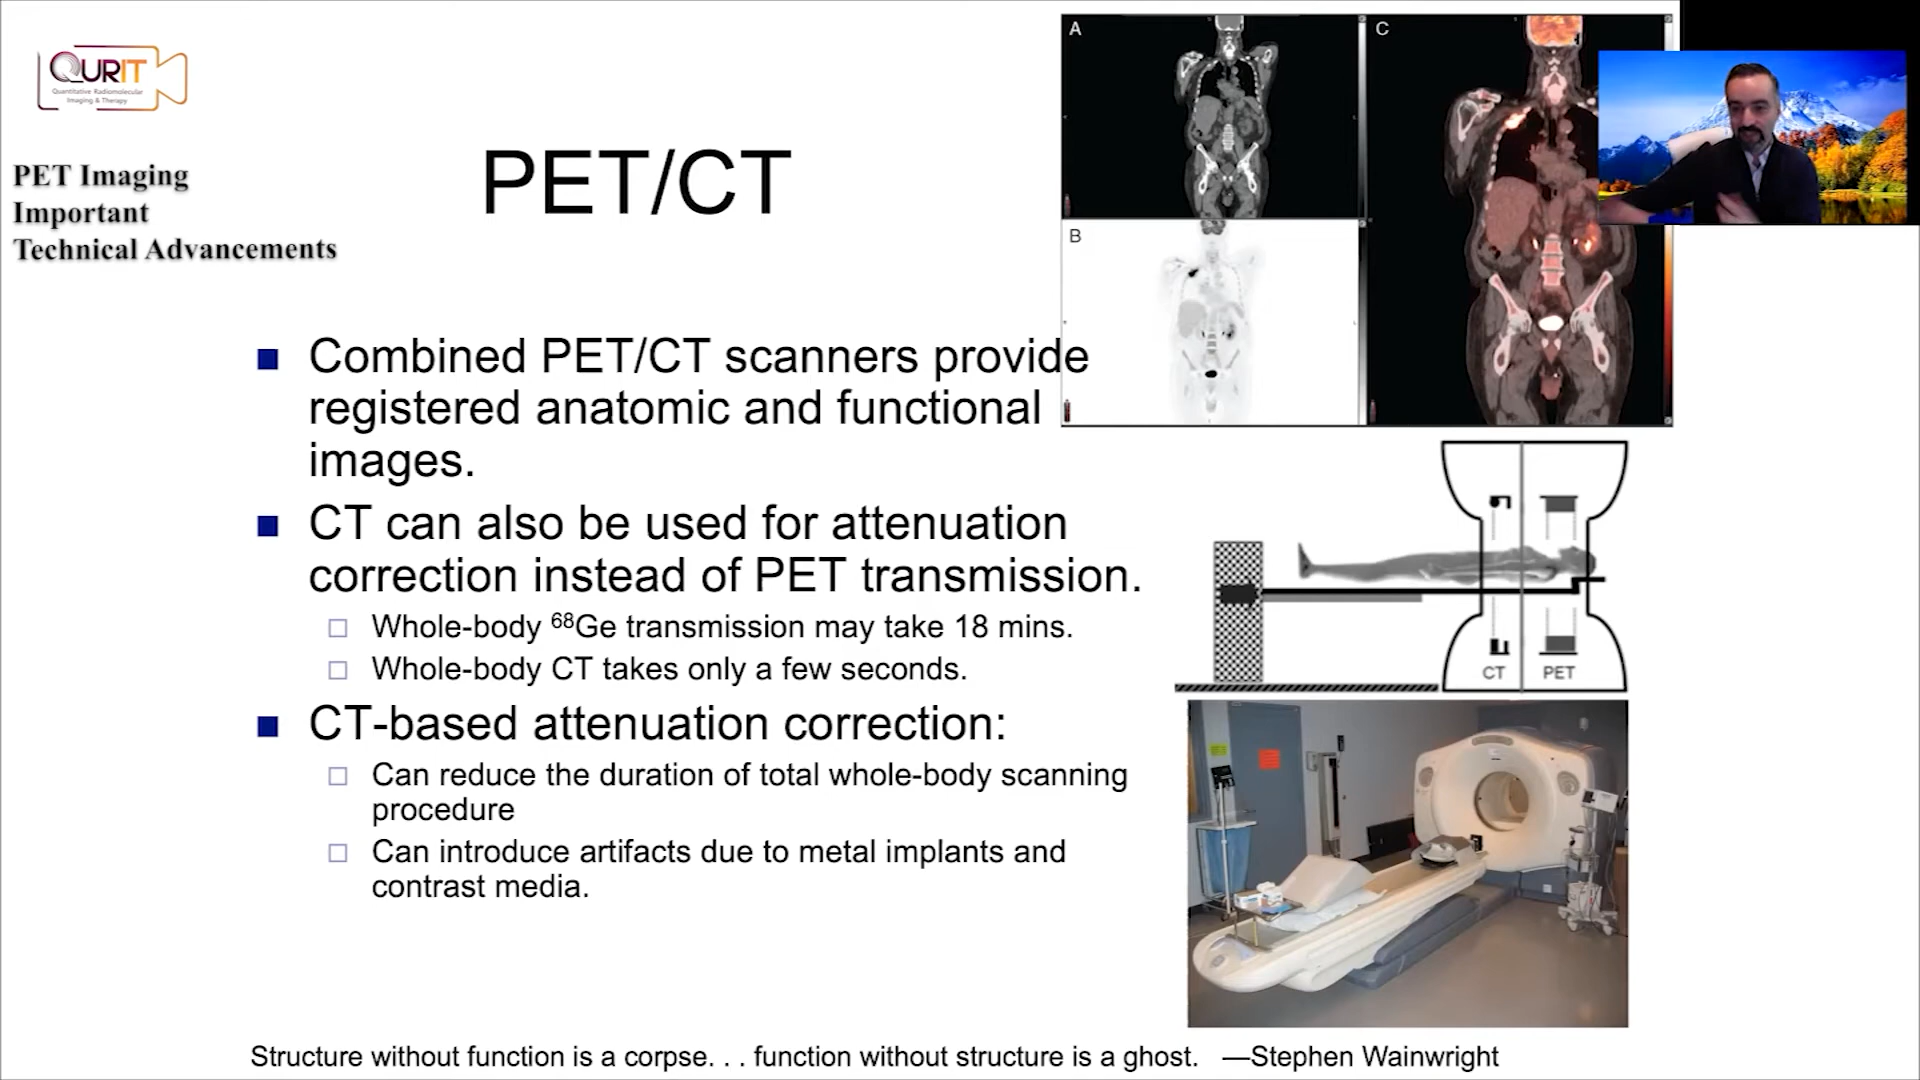 QURIT
Quantitative Radiomolecular
Imaging & Therapy
PET Imaging
Important
Technical Advancements
PET/CT
A
C
B
Combined PET/CT scanners provide
registered anatomic and functional
images.
CT can also be used for attenuation
correction instead of PET transmission.
Whole-body ⁶⁸Ge transmission may take 18 mins.
Whole-body CT takes only a few seconds.
CT-based attenuation correction:
Can reduce the duration of total whole-body scanning
procedure
Can introduce artifacts due to metal implants and
contrast media.
CT PET
Structure without function is a corpse. . . function without structure is a ghost. —Stephen Wainwright